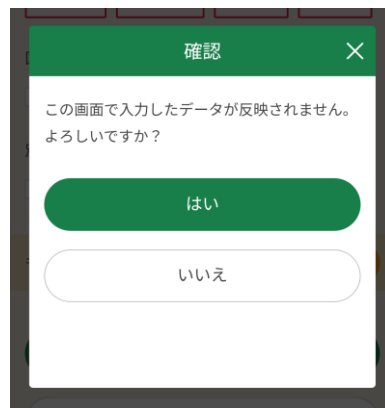 確認
この画面で入力したデータが反映されません。
よろしいですか？
はい
いいえ